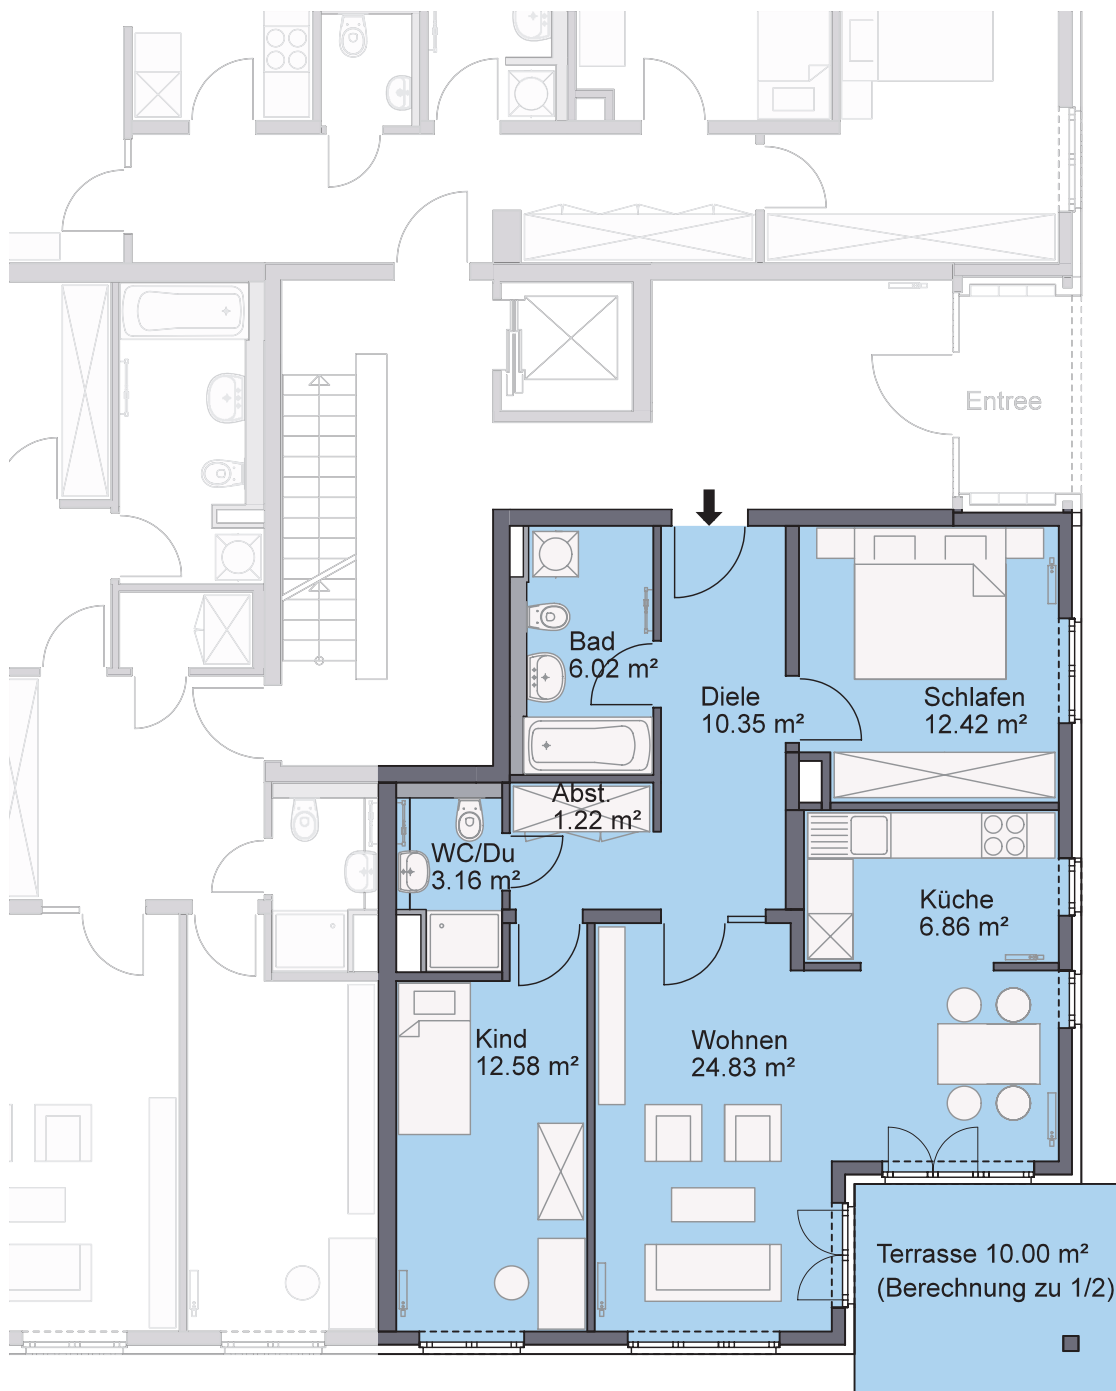 Entree
Bad
6.02 m²
Diele
10.35 m²
Schlafen
12.42 m²
Abst.
1.22 m²
WC/Du
3.16 m²
Küche
6.86 m²
Kind
12.58 m²
Wohnen
24.83 m²
Terrasse 10.00 m²
(Berechnung zu 1/2)